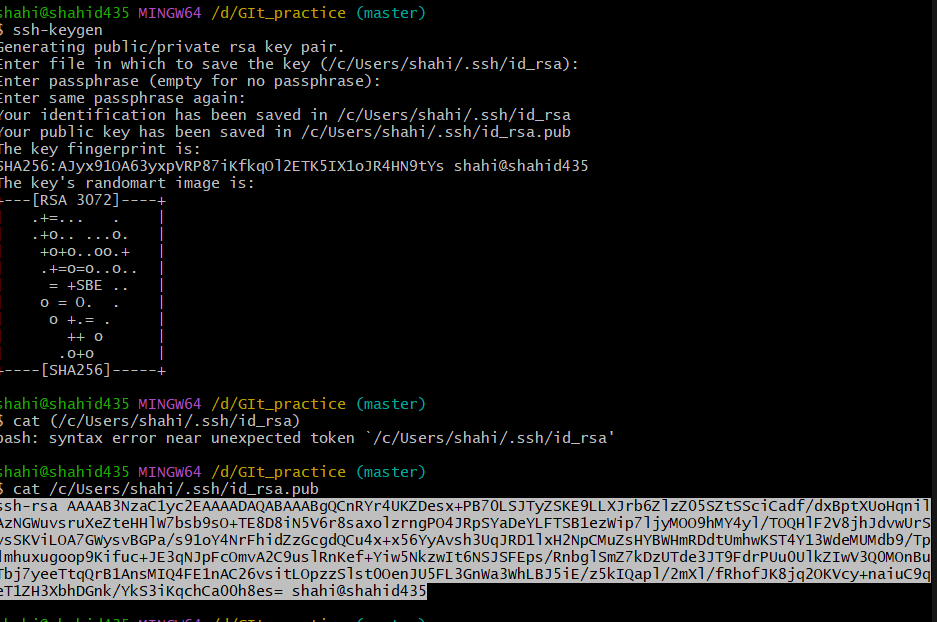 shahi@shahid435 MINGW64 /d/GIt_practice (master)
$ ssh-keygen
Generating public/private rsa key pair.
Enter file in which to save the key (/c/Users/shahi/.ssh/id_rsa):
Enter passphrase (empty for no passphrase):
Enter same passphrase again:
Your identification has been saved in /c/Users/shahi/.ssh/id_rsa
Your public key has been saved in /c/Users/shahi/.ssh/id_rsa.pub
The key fingerprint is:
SHA256:AJyx91OA63yxpVRP87iKfkqOl2ETK5IX1oJR4HN9tYs shahi@shahid435
The key's randomart image is:
+---[RSA 3072]----+
|    .+=...   .    |
|    .+o.. ...o.   |
|     +o+o..oo.+   |
|     .+=o=o..o..  |
|      = +SBE ..   |
|     o = O.  .    |
|      o +.= .     |
|        ++ o      |
|       .o+o       |
+----[SHA256]-----+
shahi@shahid435 MINGW64 /d/GIt_practice (master)
$ cat (/c/Users/shahi/.ssh/id_rsa)
bash: syntax error near unexpected token `/c/Users/shahi/.ssh/id_rsa'
shahi@shahid435 MINGW64 /d/GIt_practice (master)
$ cat /c/Users/shahi/.ssh/id_rsa.pub
ssh-rsa AAAAB3NzaC1yc2EAAAADAQABAAABgQCnRYr4UKZDesx+PB7OLSJTyZSKE9LLXJrb6ZlzZO5SZtSSciCadf/dxBptXUoHqnil
AzNGWuvsruXeZteHHlW7bsb9sO+TE8D8iN5V6r8saxolzrngPO4JRpSYaDeYLFTSB1ezWip7ljyMOO9hMY4yl/TOQHlF2V8jhJdvwUrS
vsSKViLOA7GWysvBGPa/s91oY4NrFhidZzGcgdQCu4x+x56YyAvsh3UqJRD1lxH2NpCMuZsHYBWHmRDdtUmhwKST4Y13WdeMUMdb9/Tp
lmhuxugoop9Kifuc+JE3qNJpFcOmvA2C9uslRnKef+Yiw5NkzwIt6NSJSFEps/RnbglSmZ7kDzUTde3JT9FdrPUu0UlkZIwV3QOMOnBu
Tbj7yeeTtqQrB1AnsMIQ4FE1nAC26vsitLOpzzSlstOOenJU5FL3GnWa3WhLBJ5iE/z5kIQapl/2mXl/fRhofJK8jq2OKVcy+naiuC9q
eT1ZH3XbhDGnk/YkS3iKqchCaO0h8es= shahi@shahid435